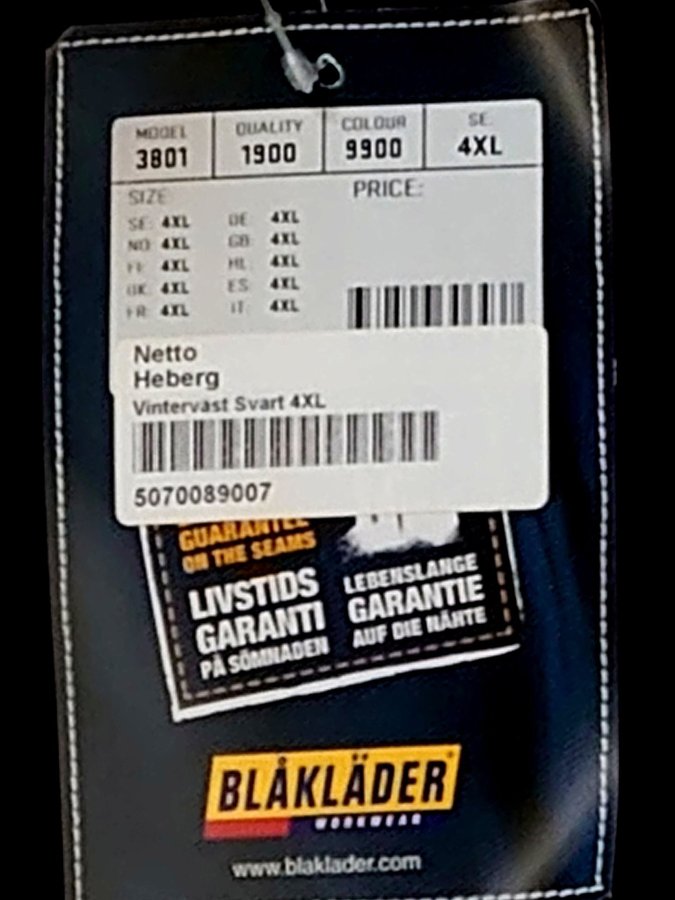 MODEL QUALITY COLOUR SE
3801 1900 9900 4XL
SIZE: PRICE:
SE: 4XL DE: 4XL
NO: 4XL GB: 4XL
FI: 4XL NL: 4XL
DK: 4XL ES: 4XL
FR: 4XL IT: 4XL
Netto
Heberg
Vinterväst Svart 4XL
5070089007
GUARANTEE
ON THE SEAMS
LIVSTIDS
GARANTI
PÅ SÖMNADEN
LEBENSLANGE
GARANTIE
AUF DIE NÄHTE
BLÅKLÄDER
WORKWEAR
www.blaklader.com